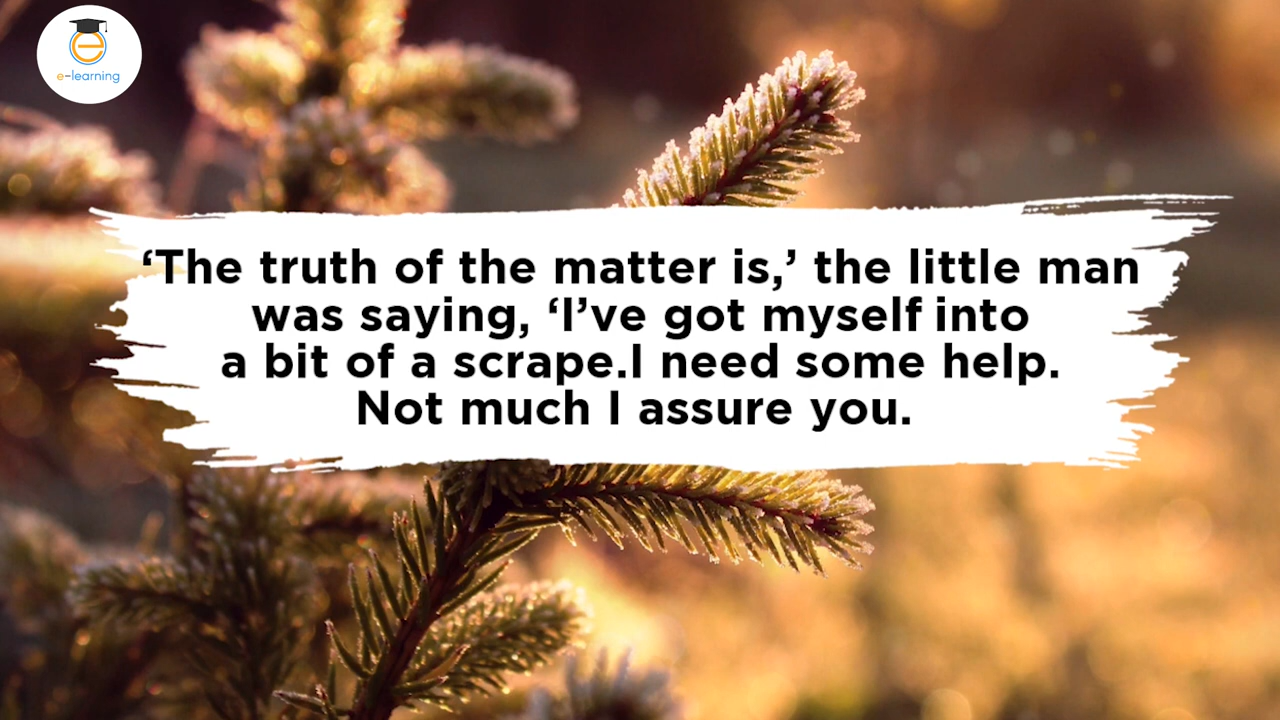 e-learning
‘The truth of the matter is,’ the little man
was saying, ‘I’ve got myself into
a bit of a scrape.I need some help.
Not much I assure you.